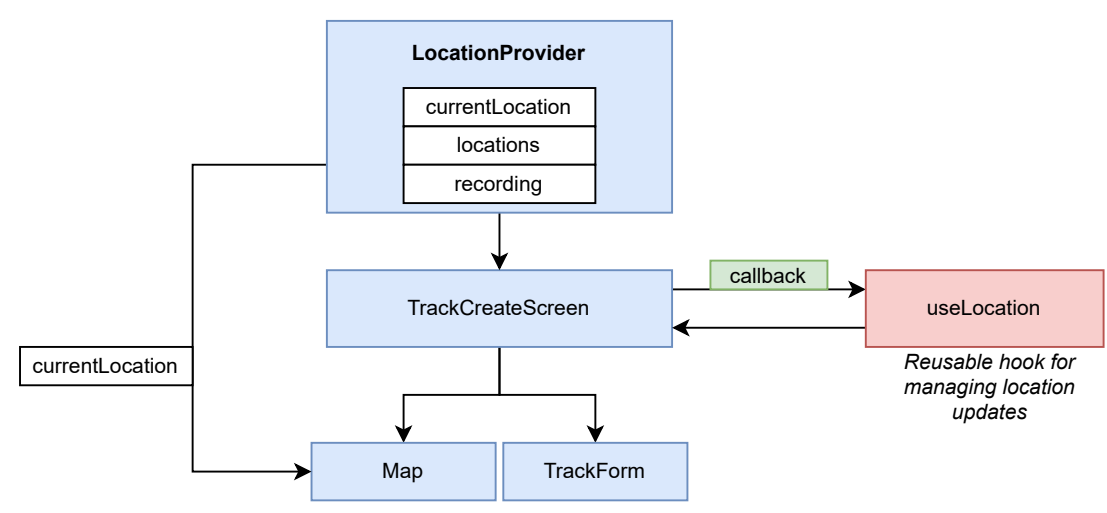 LocationProvider
currentLocation
locations
recording
callback
TrackCreateScreen
useLocation
currentLocation
Reusable hook for
managing location
updates
Map
TrackForm